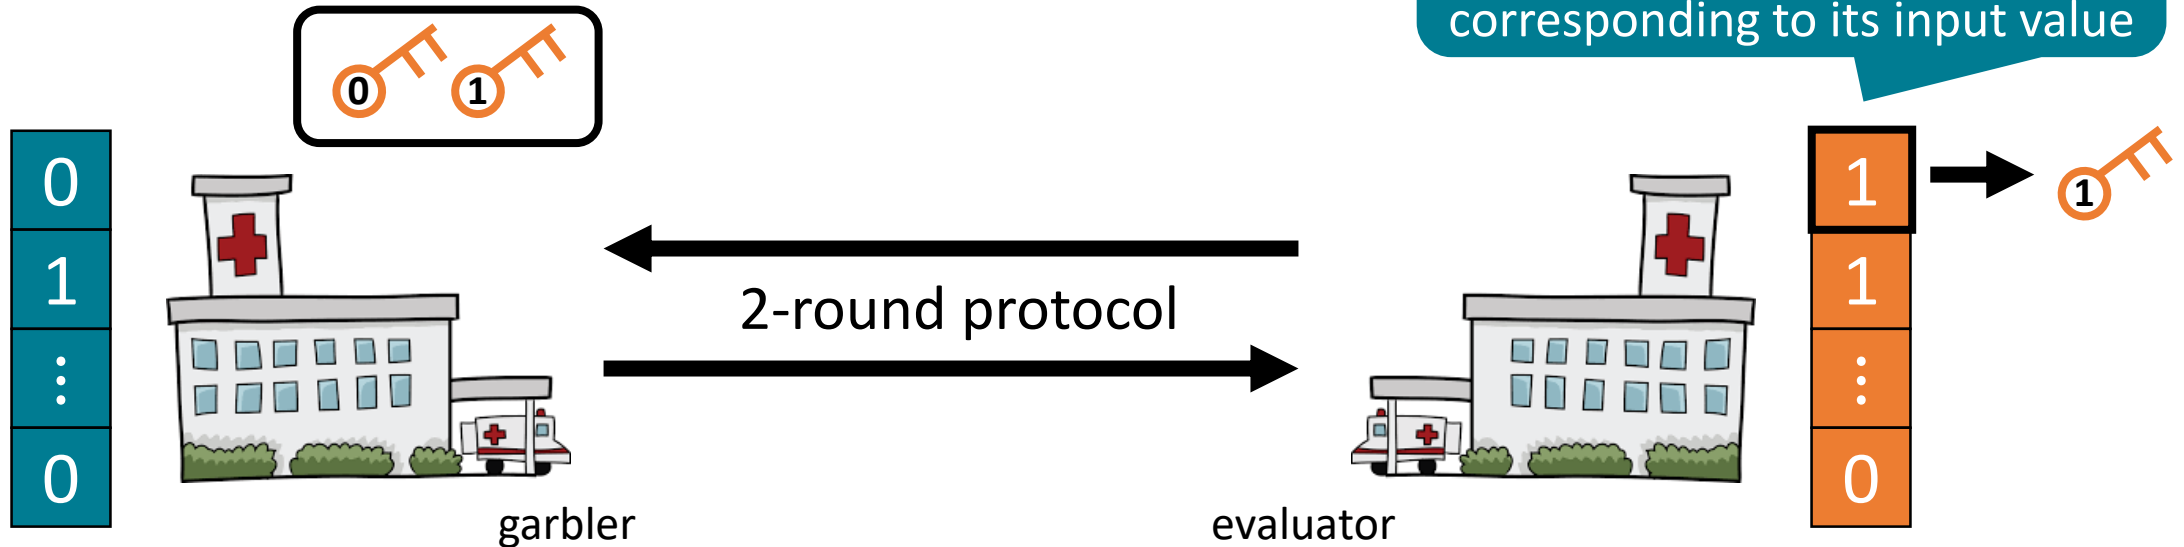 corresponding to its input value
0 1
0
1
⋮
0
2-round protocol
1
1
⋮
0
1
garbler
evaluator